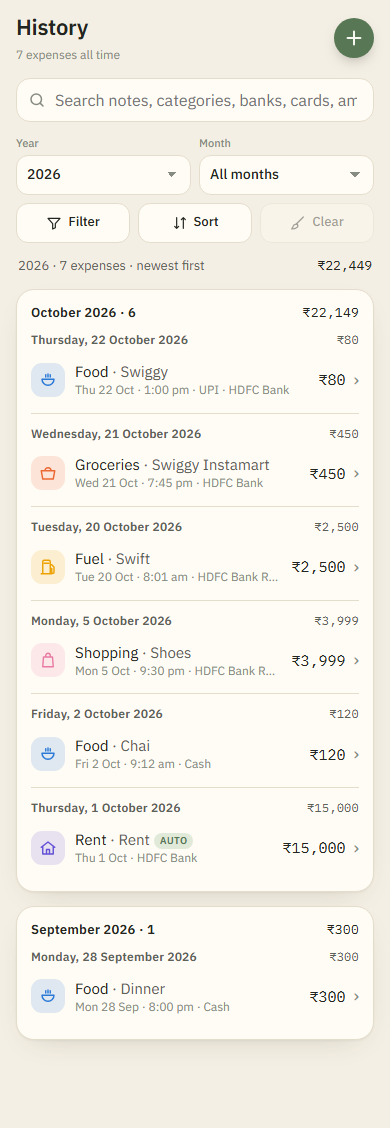 History
7 expenses all time
Search notes, categories, banks, cards, am
Year
Month
2026
All months
Filter
Sort
Clear
2026 · 7 expenses · newest first ₹22,449
October 2026 · 6 ₹22,149
Thursday, 22 October 2026 ₹80
Food · Swiggy ₹80
Thu 22 Oct · 1:00 pm · UPI · HDFC Bank
Wednesday, 21 October 2026 ₹450
Groceries · Swiggy Instamart ₹450
Wed 21 Oct · 7:45 pm · HDFC Bank
Tuesday, 20 October 2026 ₹2,500
Fuel · Swift ₹2,500
Tue 20 Oct · 8:01 am · HDFC Bank R...
Monday, 5 October 2026 ₹3,999
Shopping · Shoes ₹3,999
Mon 5 Oct · 9:30 pm · HDFC Bank R...
Friday, 2 October 2026 ₹120
Food · Chai ₹120
Fri 2 Oct · 9:12 am · Cash
Thursday, 1 October 2026 ₹15,000
Rent · Rent AUTO ₹15,000
Thu 1 Oct · HDFC Bank
September 2026 · 1 ₹300
Monday, 28 September 2026 ₹300
Food · Dinner ₹300
Mon 28 Sep · 8:00 pm · Cash